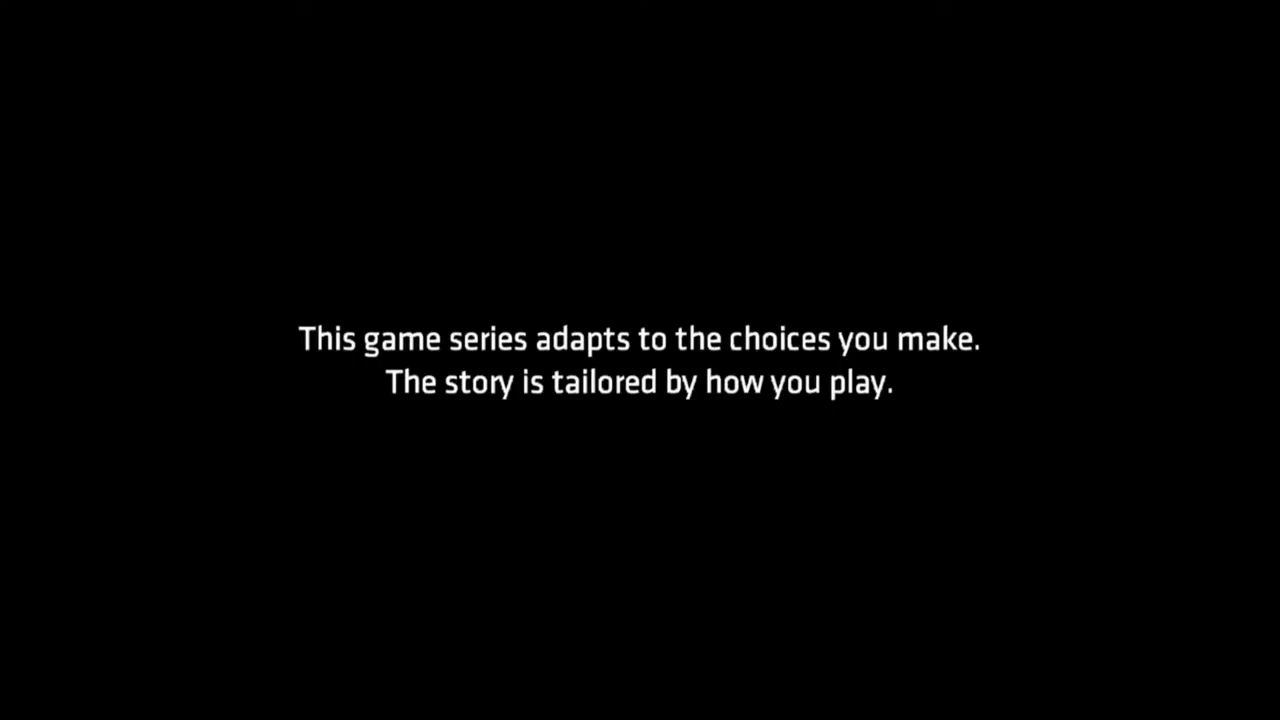 This game series adapts to the choices you make.
The story is tailored by how you play.